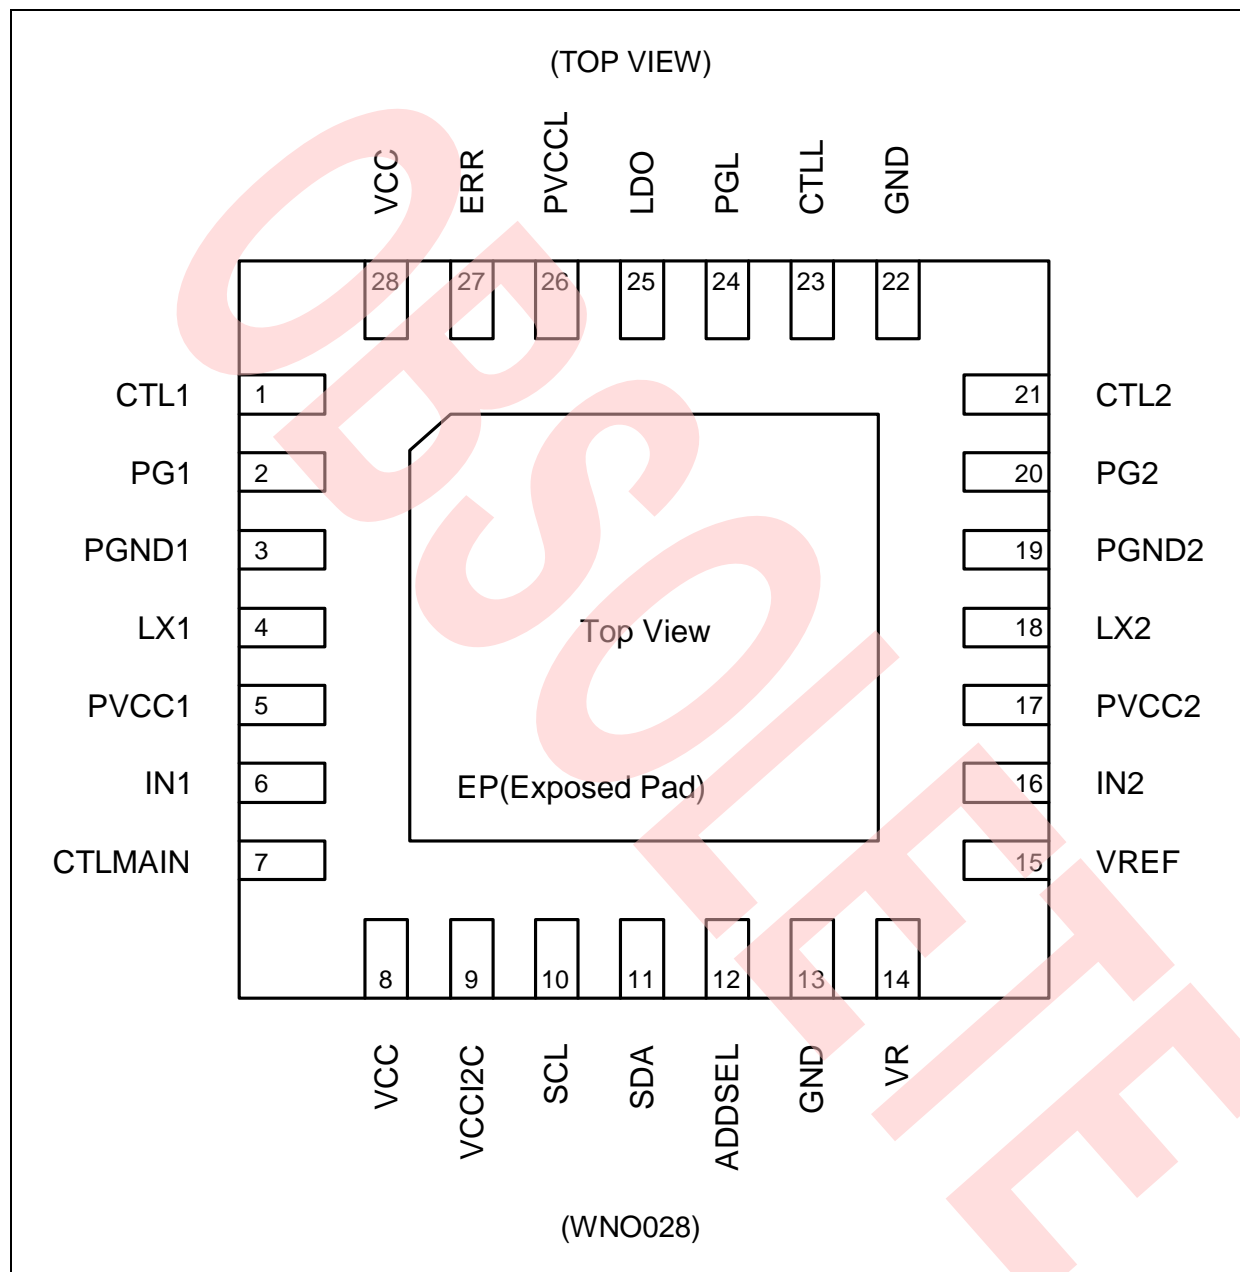 (TOP VIEW)
VCC
ERR
PVCCL
LDO
PGL
CTLL
GND
28 27 26 25 24 23 22
CTL1 1
PG1 2
PGND1 3
LX1 4
PVCC1 5
IN1 6
CTLMAIN 7
21 CTL2
20 PG2
19 PGND2
18 LX2
17 PVCC2
16 IN2
15 VREF
Top View
EP(Exposed Pad)
8 9 10 11 12 13 14
VCC
VCCI2C
SCL
SDA
ADDSEL
GND
VR
(WNO028)
OBSOLETE